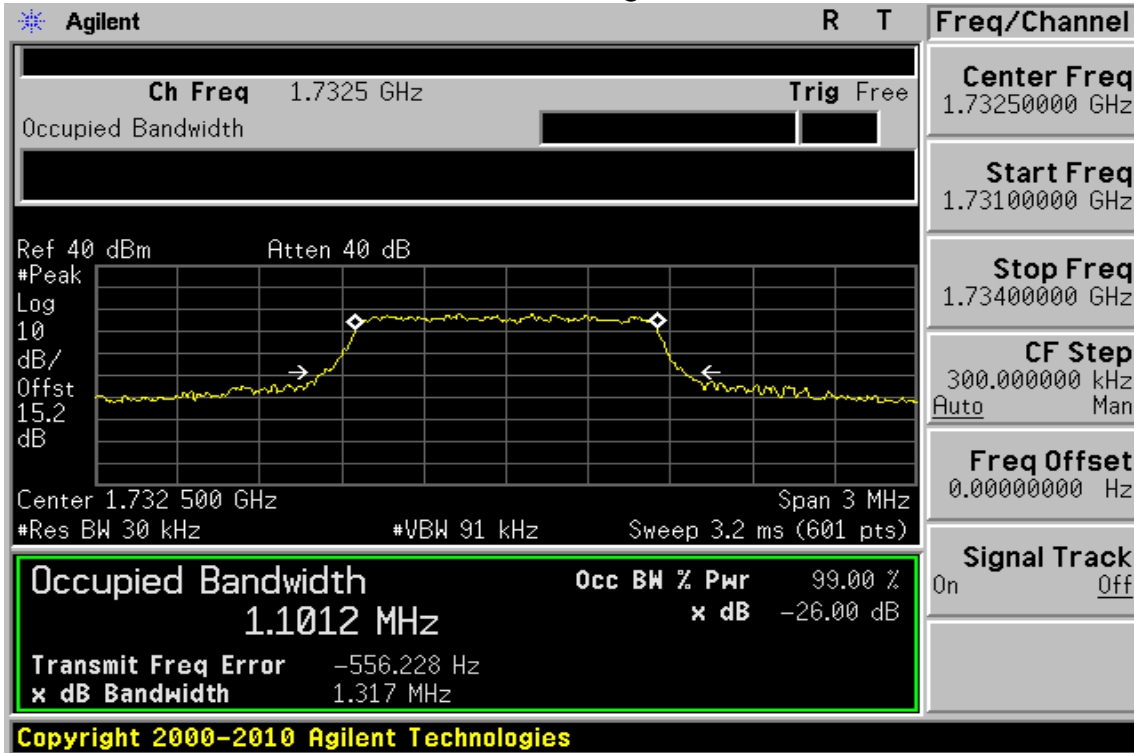 Agilent R T Freq/Channel
Ch Freq 1.7325 GHz Trig Free
Occupied Bandwidth
Center Freq
1.73250000 GHz
Start Freq
1.73100000 GHz
Stop Freq
1.73400000 GHz
CF Step
300.000000 kHz
Auto Man
Freq Offset
0.00000000 Hz
Signal Track
On Off
Ref 40 dBm Atten 40 dB
#Peak
Log
10
dB/
Offst
15.2
dB
Center 1.732 500 GHz Span 3 MHz
#Res BW 30 kHz #VBW 91 kHz Sweep 3.2 ms (601 pts)
Occupied Bandwidth Occ BW % Pwr 99.00 %
1.1012 MHz x dB -26.00 dB
Transmit Freq Error -556.228 Hz
x dB Bandwidth 1.317 MHz
Copyright 2000-2010 Agilent Technologies